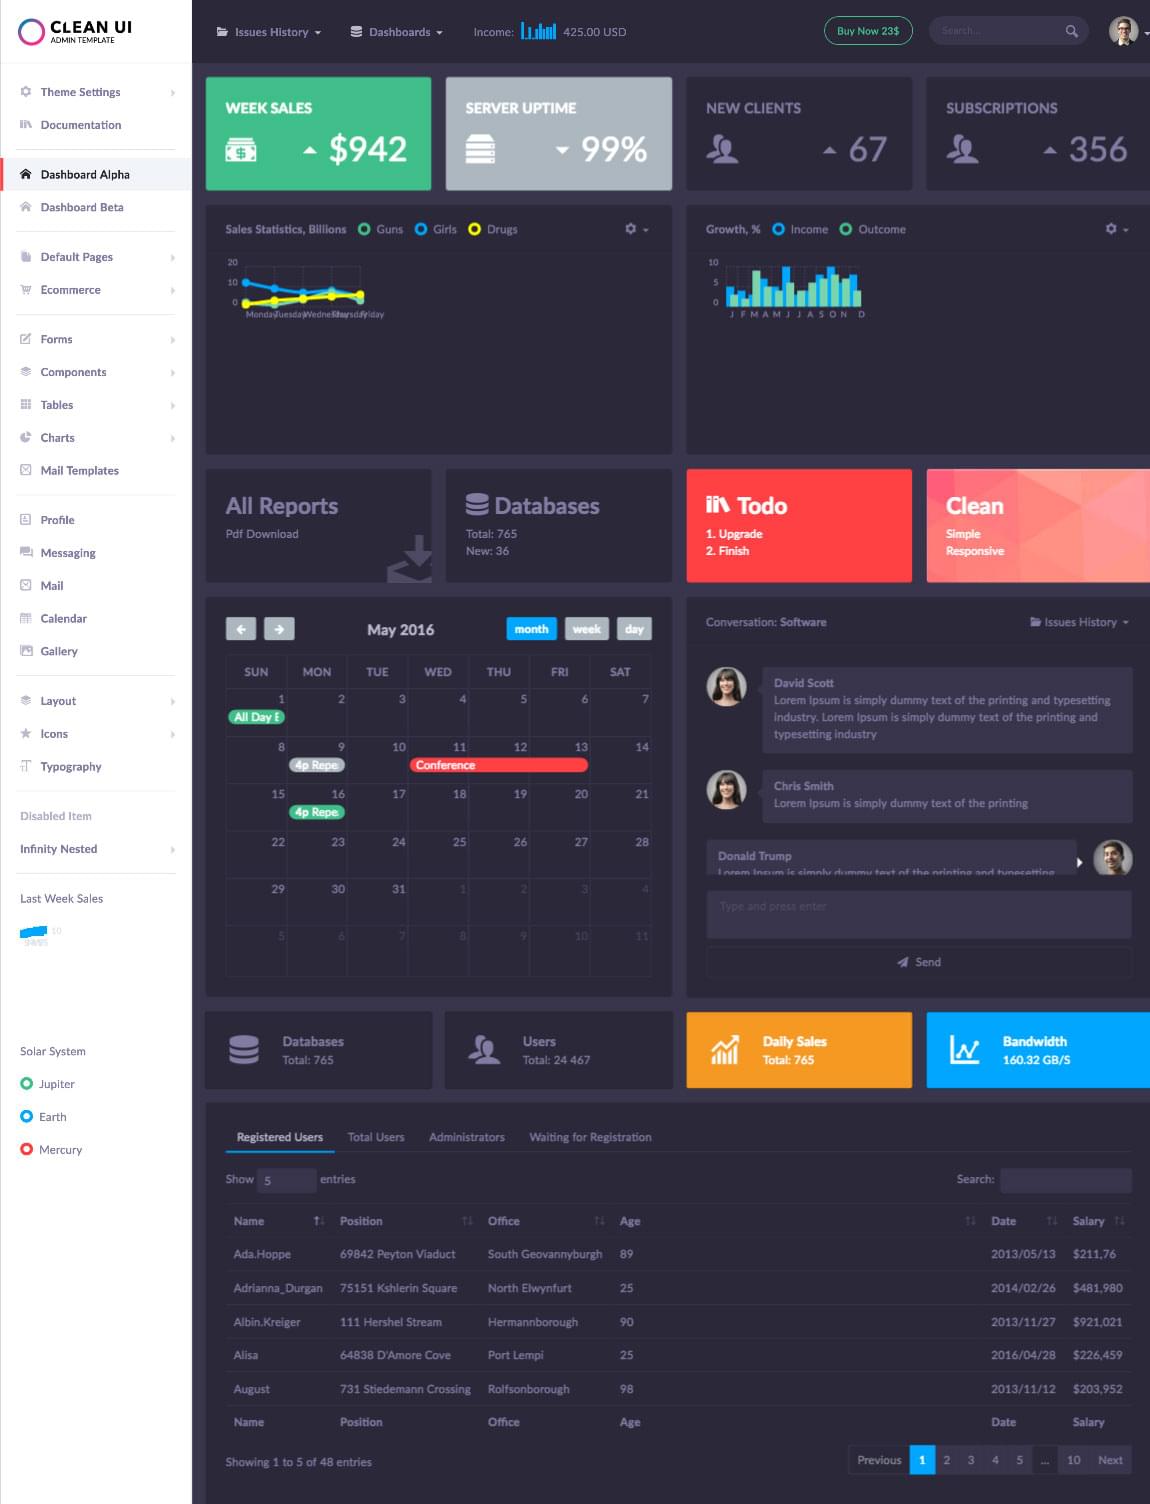 CLEAN UI
ADMIN TEMPLATE
Issues History
Dashboards
Income:
425.00 USD
Buy Now 23$
Search...
Theme Settings
Documentation
Dashboard Alpha
Dashboard Beta
Default Pages
Ecommerce
Forms
Components
Tables
Charts
Mail Templates
Profile
Messaging
Mail
Calendar
Gallery
Layout
Icons
Typography
Disabled Item
Infinity Nested
Last Week Sales
10
Solar System
Jupiter
Earth
Mercury
WEEK SALES
$942
SERVER UPTIME
99%
NEW CLIENTS
67
SUBSCRIPTIONS
356
Sales Statistics, Billions Guns Girls Drugs
20
10
0
Monday Tuesday Wednesday Thursday Friday
Growth, % Income Outcome
10
5
0
J F M A M J J A S O N D
All Reports
Pdf Download
Databases
Total: 765
New: 36
Todo
1. Upgrade
2. Finish
Clean
Simple
Responsive
May 2016
month week day
SUN MON TUE WED THU FRI SAT
1 2 3 4 5 6 7
All Day E
8 9 10 11 12 13 14
4p Repe Conference
15 16 17 18 19 20 21
4p Repe
22 23 24 25 26 27 28
29 30 31 1 2 3 4
5 6 7 8 9 10 11
Conversation: Software
Issues History
David Scott
Lorem Ipsum is simply dummy text of the printing and typesetting
industry. Lorem Ipsum is simply dummy text of the printing and
typesetting industry
Chris Smith
Lorem Ipsum is simply dummy text of the printing
Donald Trump
Lorem Ipsum is simply dummy text of the printing and typesetting
Type and press enter
Send
Databases
Total: 765
Users
Total: 24 467
Daily Sales
Total: 765
Bandwidth
160.32 GB/S
Registered Users Total Users Administrators Waiting for Registration
Show 5 entries
Search:
Name Position Office Age Date Salary
Ada.Hoppe 69842 Peyton Viaduct South Geovannyburgh 89 2013/05/13 $211,76
Adrianna_Durgan 75151 Kshlerin Square North Elwynfurt 25 2014/02/26 $481,980
Albin.Kreiger 111 Hershel Stream Hermannborough 90 2013/11/27 $921,021
Alisa 64838 D'Amore Cove Port Lempi 25 2016/04/28 $226,459
August 731 Stiedemann Crossing Rolfsonborough 98 2013/11/12 $203,952
Name Position Office Age Date Salary
Showing 1 to 5 of 48 entries
Previous 1 2 3 4 5 ... 10 Next